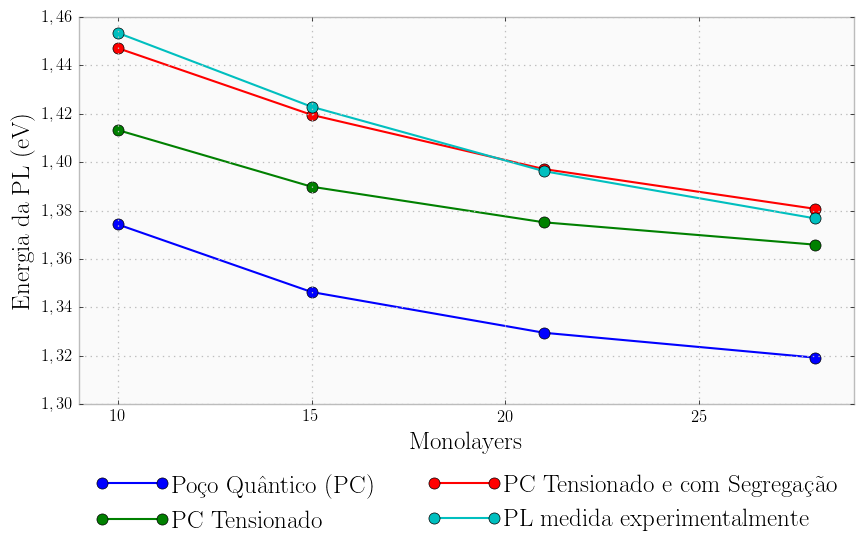 1,46
1,44
1,42
1,40
1,38
1,36
1,34
1,32
1,30
Energia da PL (eV)
10 15 20 25
Monolayers
Poço Quântico (PC)
PC Tensionado
PC Tensionado e com Segregação
PL medida experimentalmente